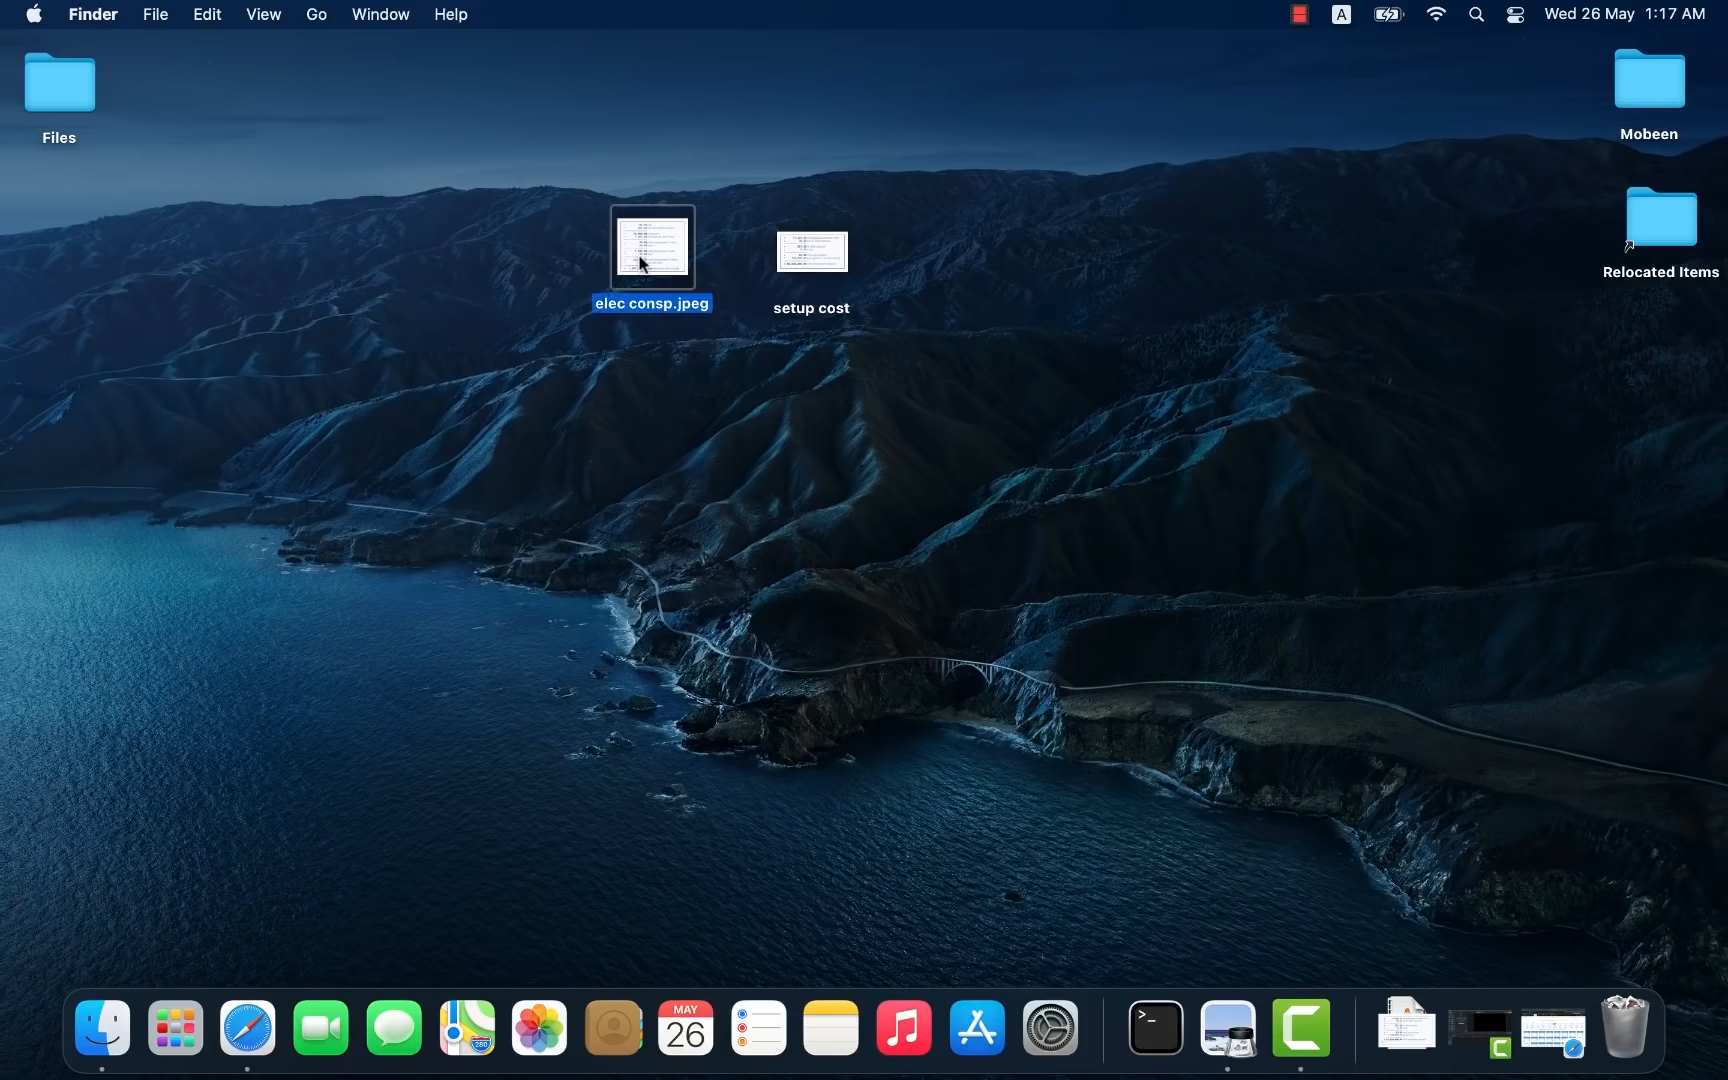 Finder File Edit View Go Window Help A Wed 26 May 1:17 AM
Files
Mobeen
Relocated Items
elec consp.jpeg
setup cost
MAY
26
280
>_